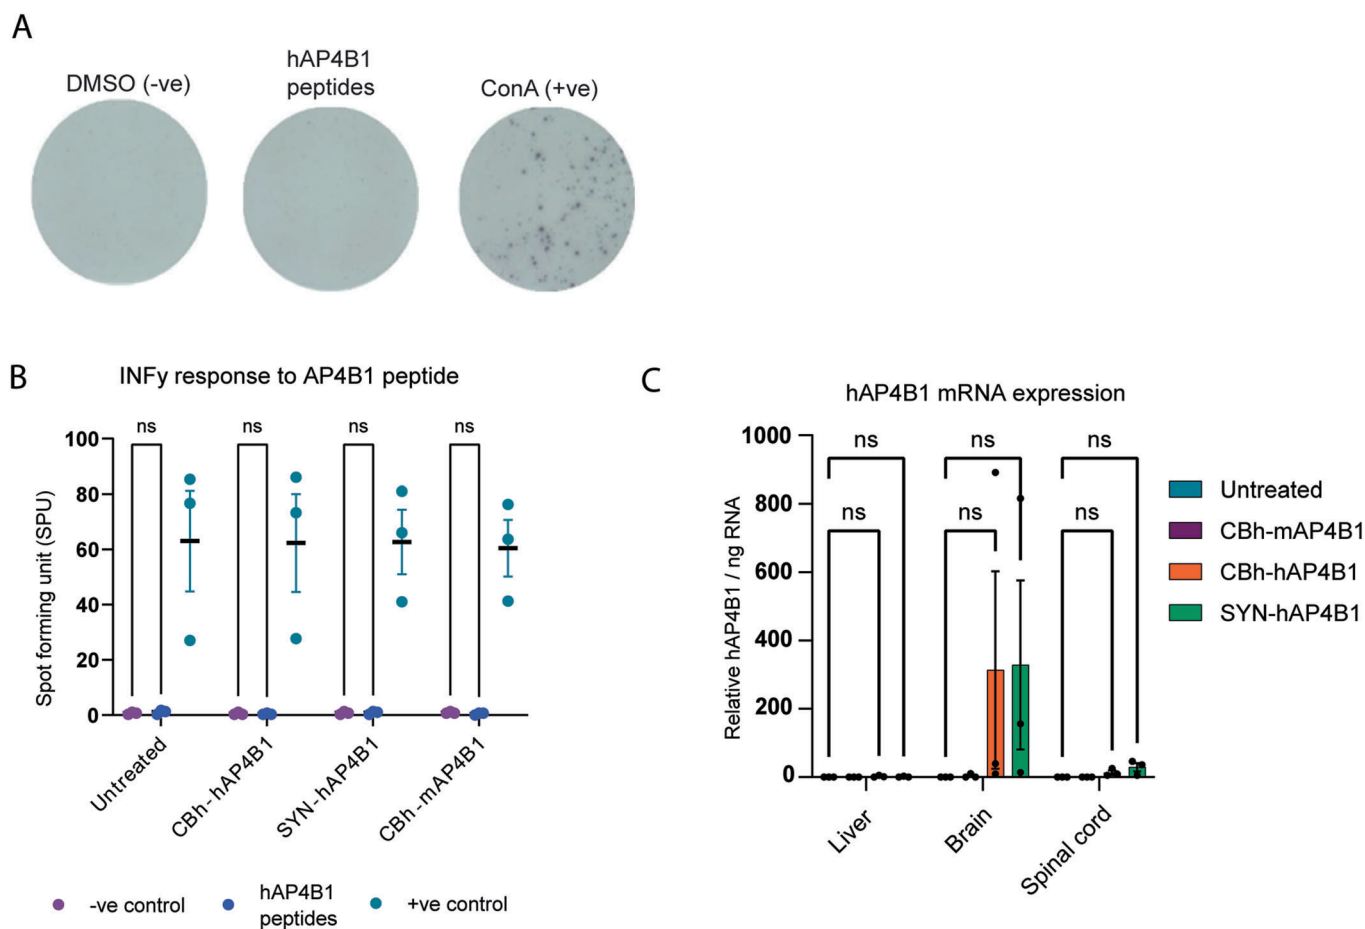 A
DMSO (-ve)
hAP4B1
peptides
ConA (+ve)
B
INFy response to AP4B1 peptide
ns
ns
ns
ns
Spot forming unit (SPU)
100
80
60
40
20
0
Untreated
CBh-hAP4B1
SYN-hAP4B1
CBh-mAP4B1
-ve control
hAP4B1
peptides
+ve control
C
hAP4B1 mRNA expression
Relative hAP4B1 / ng RNA
1000
800
600
400
200
0
ns
ns
ns
ns
ns
ns
Liver
Brain
Spinal cord
Untreated
CBh-mAP4B1
CBh-hAP4B1
SYN-hAP4B1